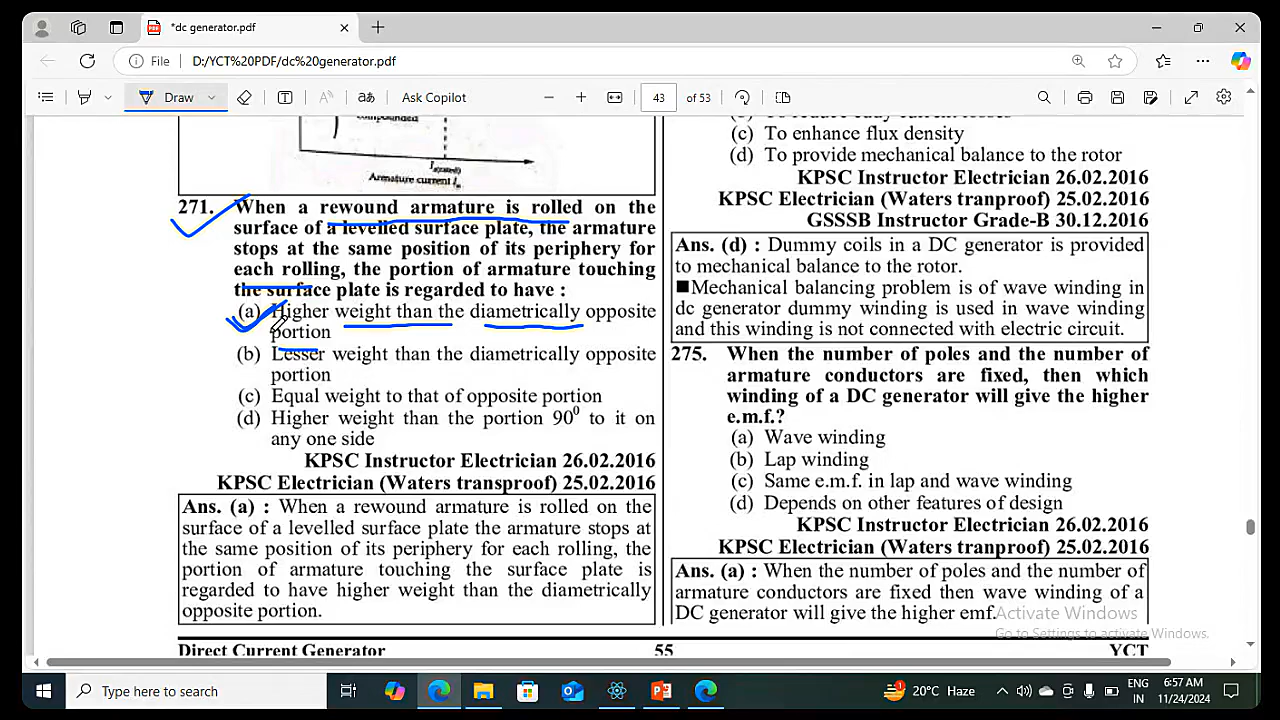 *dc generator.pdf
File
D:/YCT%20PDF/dc%20generator.pdf
Draw
Ask Copilot
43 of 53
compounded
Armature current Ia
271. When a rewound armature is rolled on the
surface of a levelled surface plate, the armature
stops at the same position of its periphery for
each rolling, the portion of armature touching
the surface plate is regarded to have :
(a) Higher weight than the diametrically opposite
portion
(b) Lesser weight than the diametrically opposite
portion
(c) Equal weight to that of opposite portion
(d) Higher weight than the portion 90⁰ to it on
any one side
KPSC Instructor Electrician 26.02.2016
KPSC Electrician (Waters transproof) 25.02.2016
Ans. (a) : When a rewound armature is rolled on the
surface of a levelled surface plate the armature stops at
the same position of its periphery for each rolling, the
portion of armature touching the surface plate is
regarded to have higher weight than the diametrically
opposite portion.
(c) To enhance flux density
(d) To provide mechanical balance to the rotor
KPSC Instructor Electrician 26.02.2016
KPSC Electrician (Waters tranproof) 25.02.2016
GSSSB Instructor Grade-B 30.12.2016
Ans. (d) : Dummy coils in a DC generator is provided
to mechanical balance to the rotor.
■Mechanical balancing problem is of wave winding in
dc generator dummy winding is used in wave winding
and this winding is not connected with electric circuit.
275. When the number of poles and the number of
armature conductors are fixed, then which
winding of a DC generator will give the higher
e.m.f.?
(a) Wave winding
(b) Lap winding
(c) Same e.m.f. in lap and wave winding
(d) Depends on other features of design
KPSC Instructor Electrician 26.02.2016
KPSC Electrician (Waters tranproof) 25.02.2016
Ans. (a) : When the number of poles and the number of
armature conductors are fixed then wave winding of a
DC generator will give the higher emf.
Activate Windows
Go to Settings to activate Windows.
Direct Current Generator 55 YCT
Type here to search
20°C Haze
ENG
IN
6:57 AM
11/24/2024